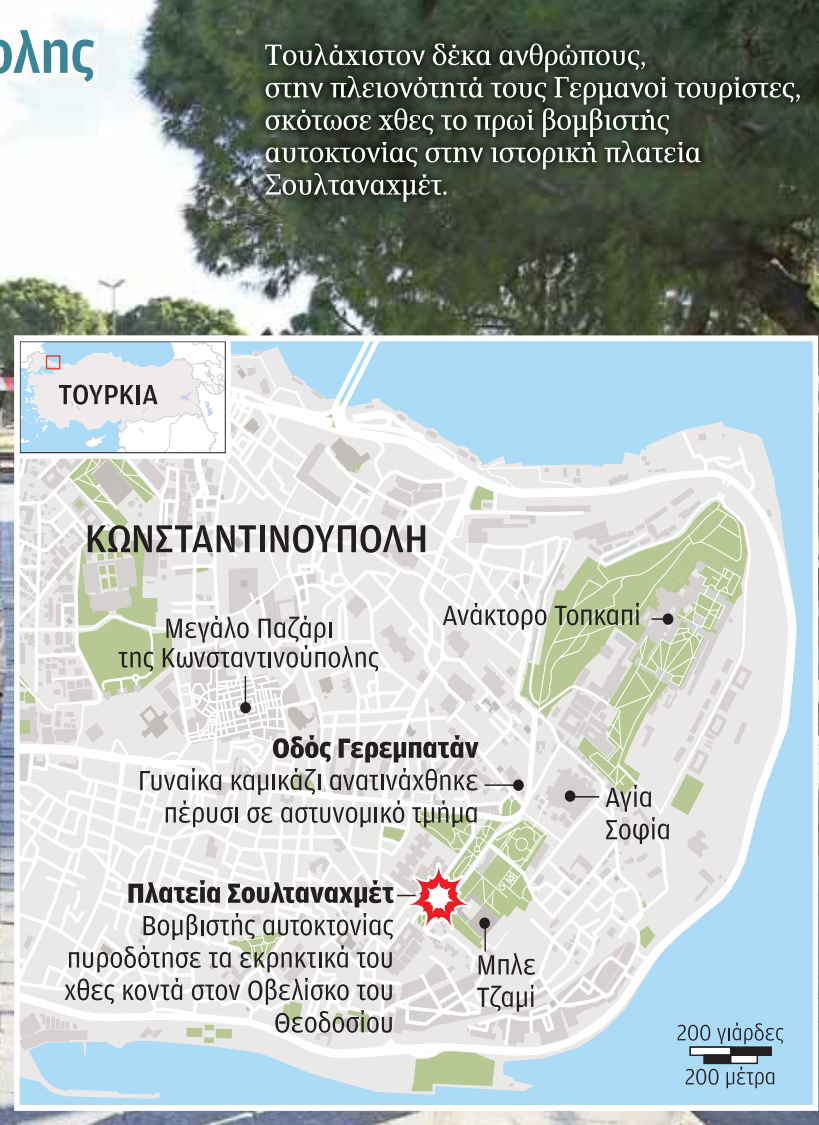 Τουλάχιστον δέκα ανθρώπους,
στην πλειονότητά τους Γερμανοί τουρίστες,
σκότωσε χθες το πρωί βομβιστής
αυτοκτονίας στην ιστορική πλατεία
Σουλταναχμέτ.
ΤΟΥΡΚΙΑ
ΚΩΝΣΤΑΝΤΙΝΟΥΠΟΛΗ
Μεγάλο Παζάρι
της Κωνσταντινούπολης
Ανάκτορο Τοπκαπί
Οδός Γερεμπατάν
Γυναίκα καμικάζι ανατινάχθηκε
πέρυσι σε αστυνομικό τμήμα
Αγία
Σοφία
Πλατεία Σουλταναχμέτ
Βομβιστής αυτοκτονίας
πυροδότησε τα εκρηκτικά του
χθες κοντά στον Οβελίσκο του
Θεοδοσίου
Μπλε
Τζαμί
200 γιάρδες
200 μέτρα